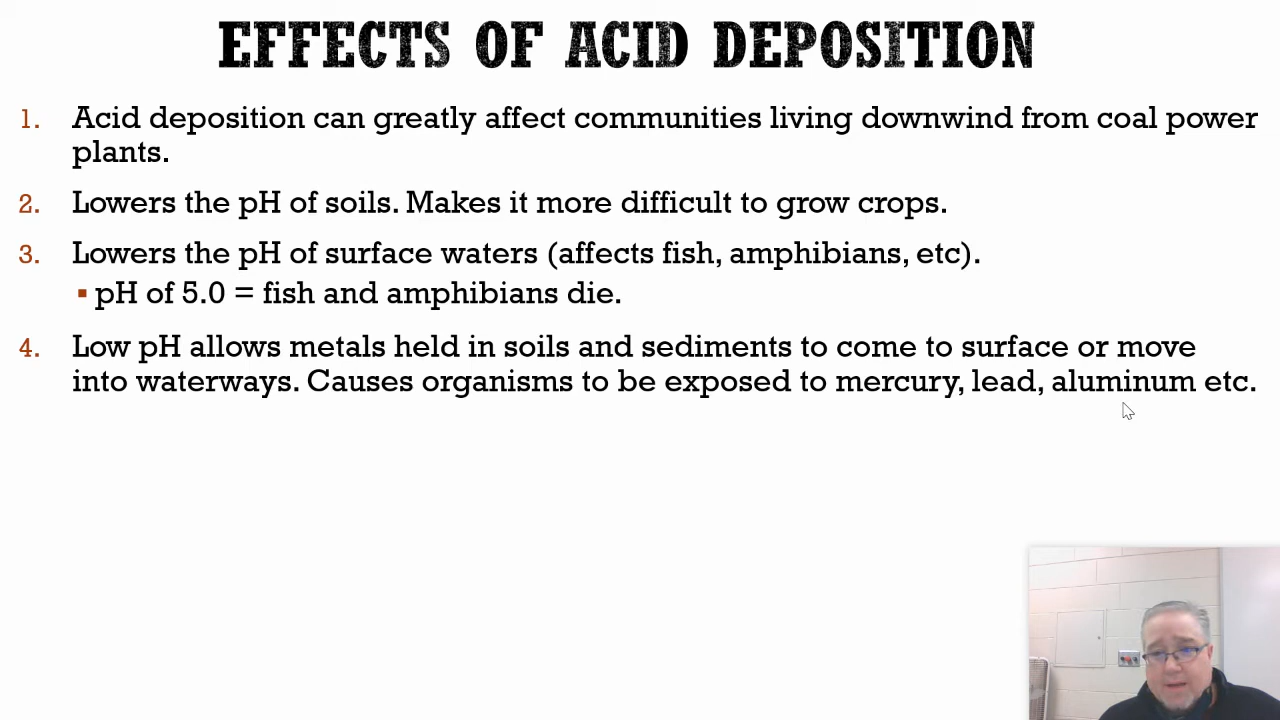 EFFECTS OF ACID DEPOSITION
1. Acid deposition can greatly affect communities living downwind from coal power
plants.
2. Lowers the pH of soils. Makes it more difficult to grow crops.
3. Lowers the pH of surface waters (affects fish, amphibians, etc).
▪ pH of 5.0 = fish and amphibians die.
4. Low pH allows metals held in soils and sediments to come to surface or move
into waterways. Causes organisms to be exposed to mercury, lead, aluminum etc.